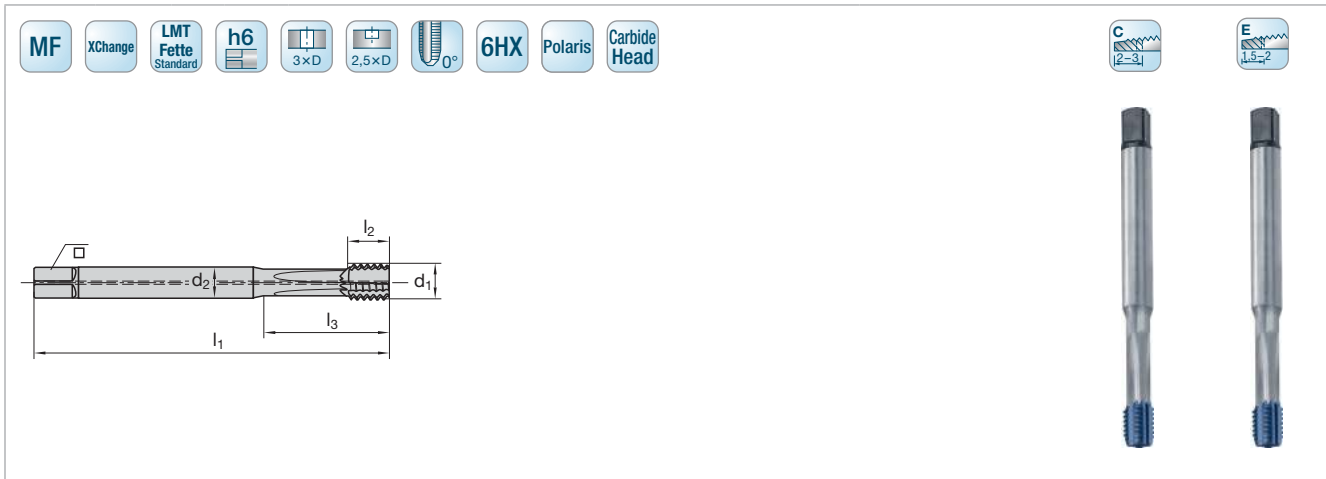 MF
XChange
LMT
Fette
Standard
h6
3×D
2,5×D
0°
6HX
Polaris
Carbide
Head
C
2–3
E
1,5–2
l₂
d₂
d₁
l₃
l₁